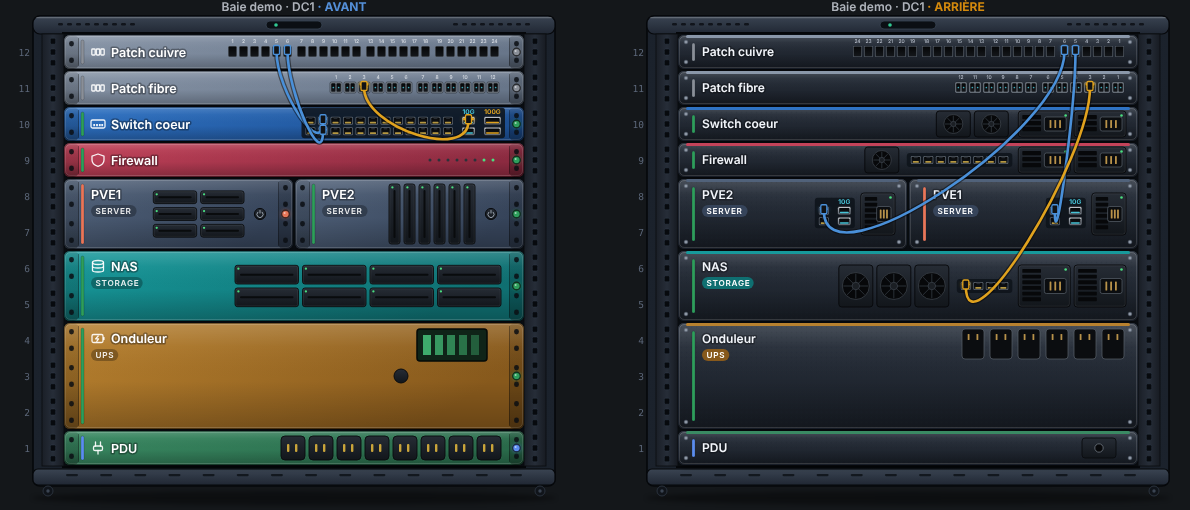 Baie demo · DC1 · AVANT
12 Patch cuivre 1 2 3 4 5 6 7 8 9 10 11 12 13 14 15 16 17 18 19 20 21 22 23 24
11 Patch fibre 1 2 3 4 5 6 7 8 9 10 11 12
10 Switch coeur 10G 100G
9 Firewall
8 PVE1 PVE2
SERVER SERVER
7
6 NAS
STORAGE
5
4 Onduleur
UPS
3
2
1 PDU
Baie demo · DC1 · ARRIÈRE
12 Patch cuivre 24 23 22 21 20 19 18 17 16 15 14 13 12 11 10 9 8 7 6 5 4 3 2 1
11 Patch fibre 12 11 10 9 8 7 6 5 4 3 2 1
10 Switch coeur
9 Firewall
8 PVE2 10G PVE1 10G
SERVER SERVER
7
6 NAS
STORAGE
5
4 Onduleur
UPS
3
2
1 PDU